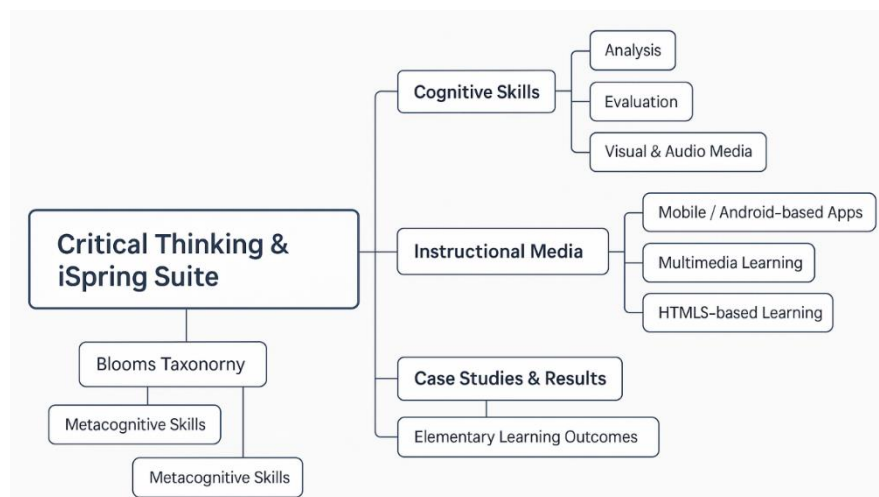 Critical Thinking &
iSpring Suite
Cognitive Skills
Analysis
Evaluation
Visual & Audio Media
Instructional Media
Mobile / Android-based Apps
Multimedia Learning
HTMLS-based Learning
Case Studies & Results
Elementary Learning Outcomes
Blooms Taxonorny
Metacognitive Skills
Metacognitive Skills